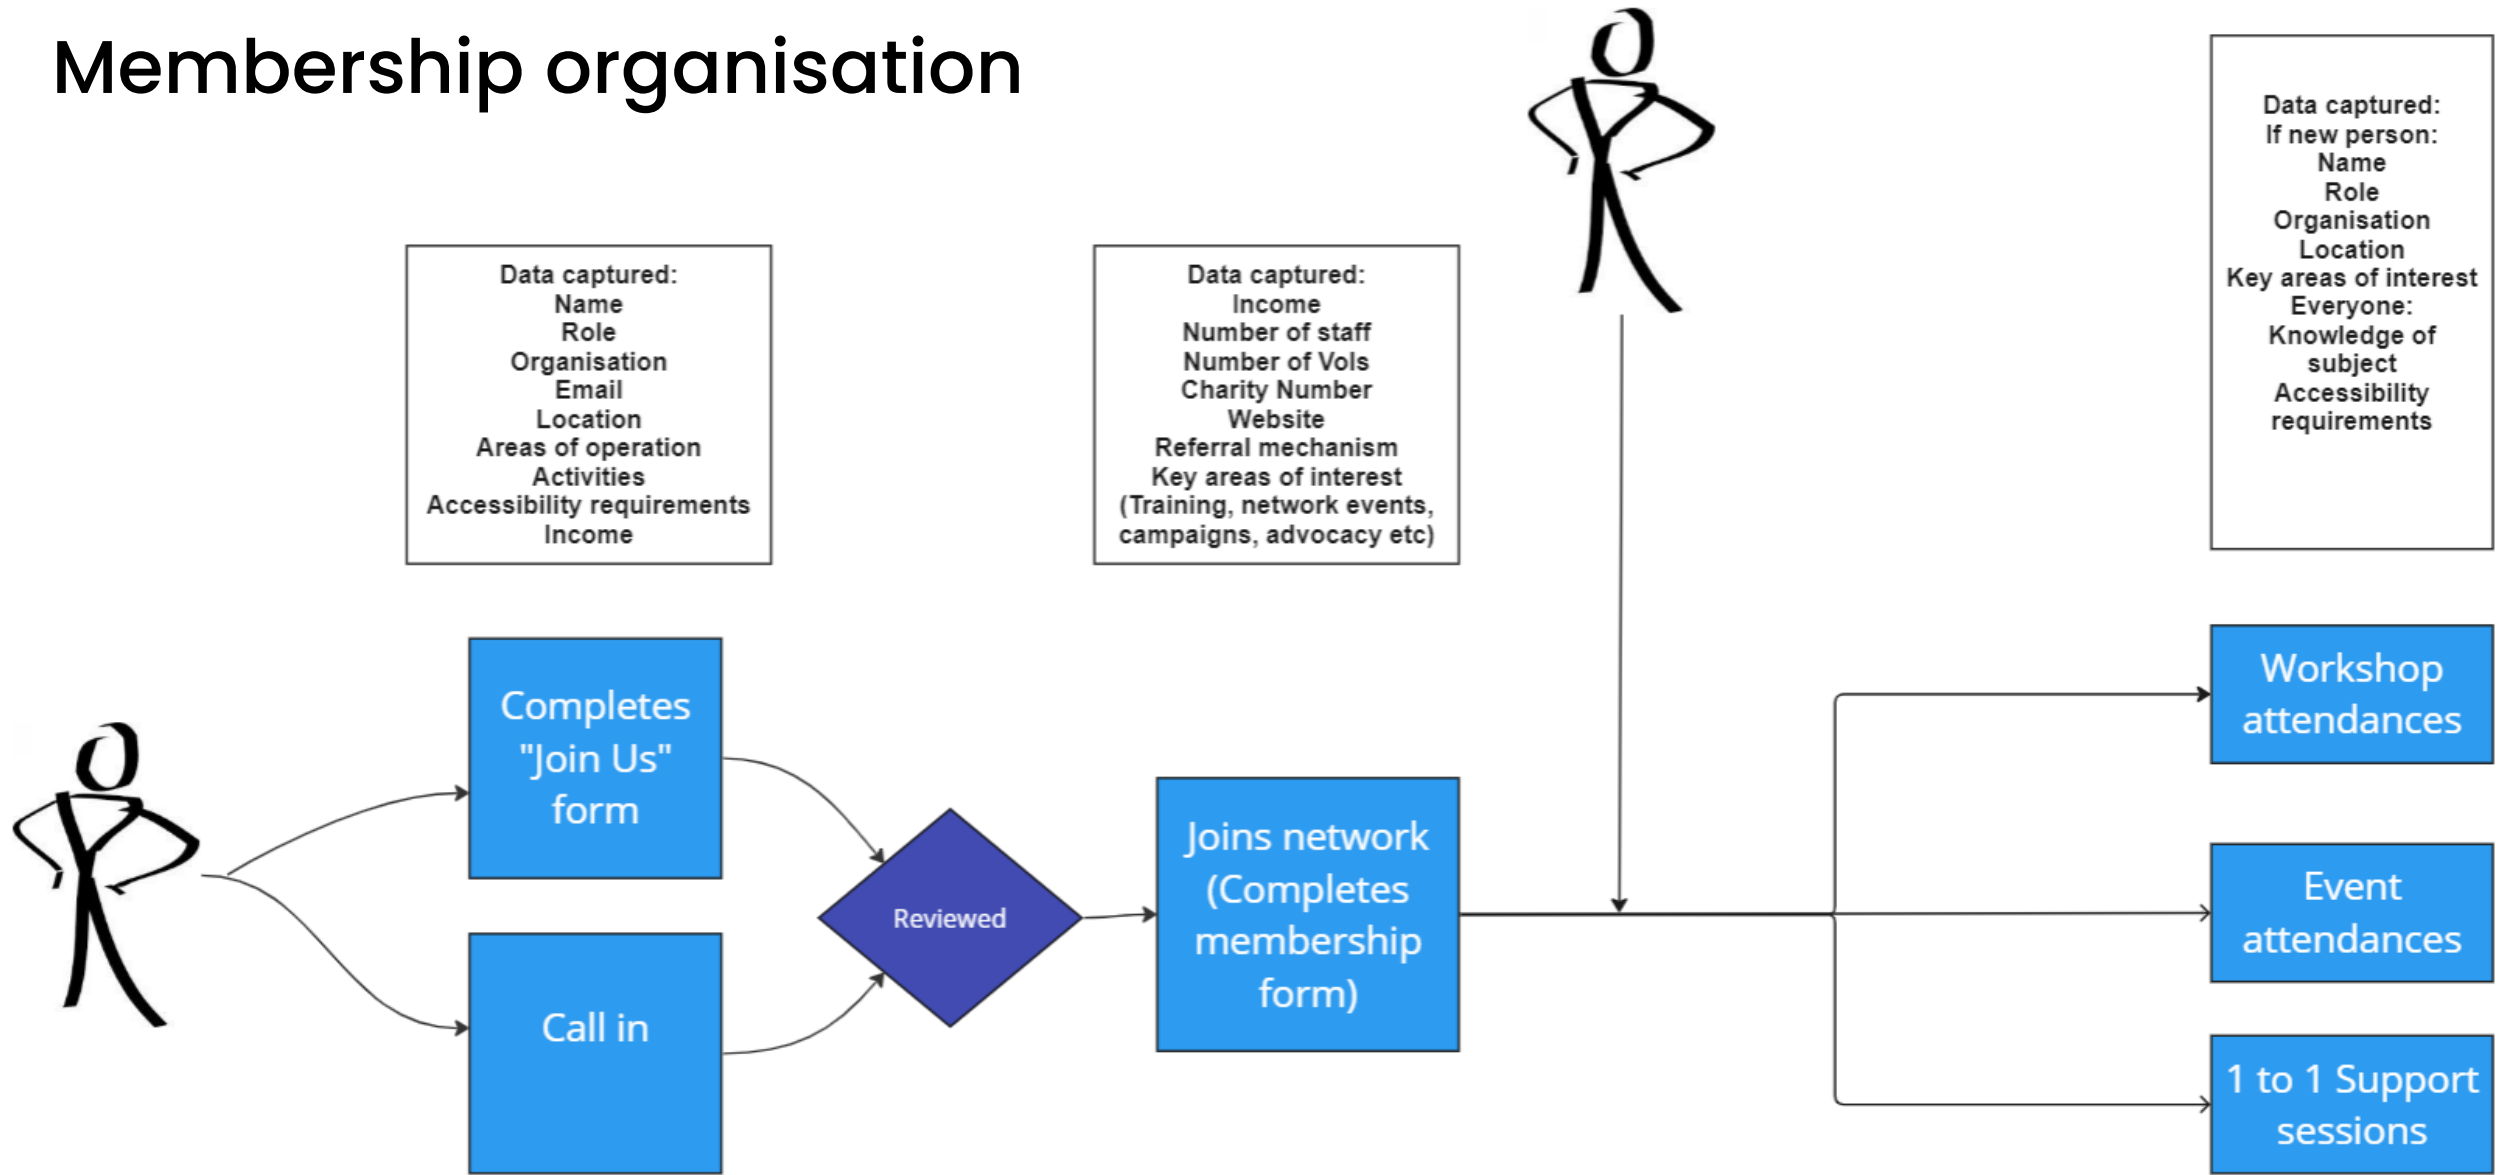 Membership organisation
Data captured:
Name
Role
Organisation
Email
Location
Areas of operation
Activities
Accessibility requirements
Income
Data captured:
Income
Number of staff
Number of Vols
Charity Number
Website
Referral mechanism
Key areas of interest
(Training, network events,
campaigns, advocacy etc)
Data captured:
If new person:
Name
Role
Organisation
Location
Key areas of interest
Everyone:
Knowledge of
subject
Accessibility
requirements
Completes
"Join Us"
form
Call in
Reviewed
Joins network
(Completes
membership
form)
Workshop
attendances
Event
attendances
1 to 1 Support
sessions